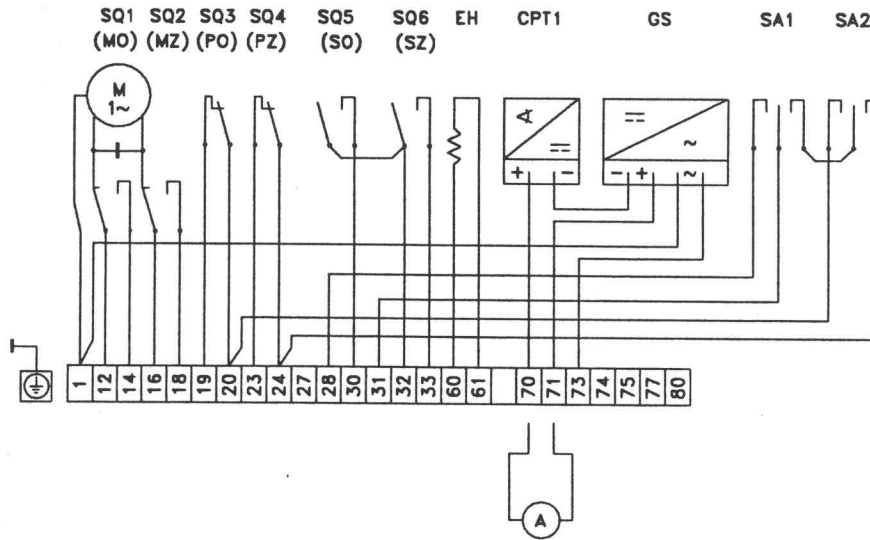 SQ1 SQ2 SQ3 SQ4 SQ5 SQ6 EH CPT1 GS SA1 SA2
(MO) (MZ) (PO) (PZ) (SO) (SZ)
M
1~
+ − − + ~
~
1 12 14 16 18 19 20 23 24 27 28 30 31 32 33 60 61 70 71 73 74 75 77 80
A